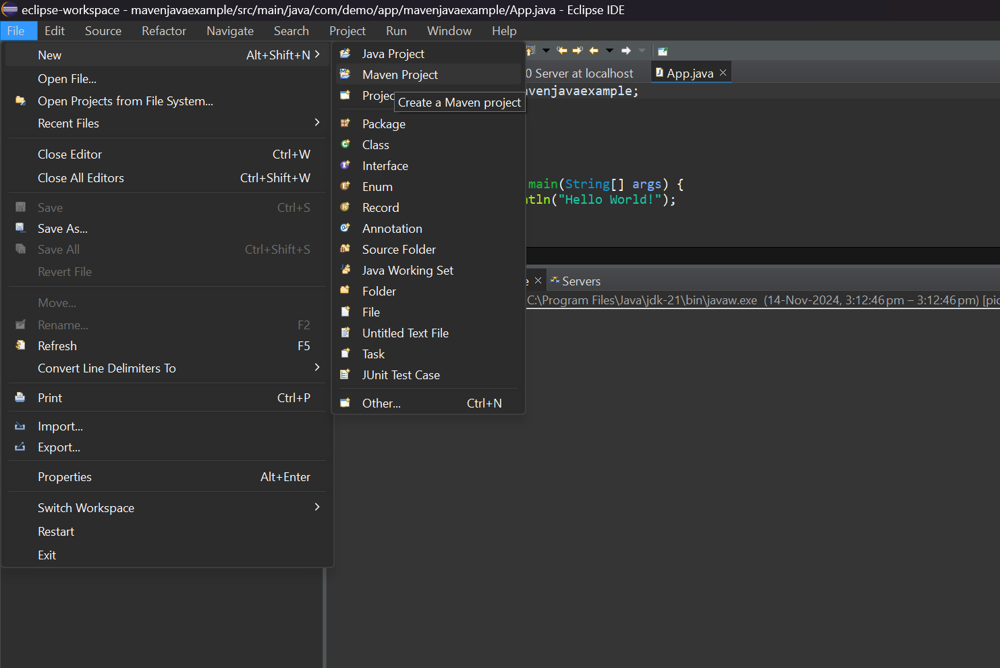 eclipse-workspace - mavenjavaexample/src/main/java/com/demo/app/mavenjavaexample/App.java - Eclipse IDE
File Edit Source Refactor Navigate Search Project Run Window Help
New Alt+Shift+N
Open File...
Open Projects from File System...
Recent Files
Close Editor Ctrl+W
Close All Editors Ctrl+Shift+W
Save Ctrl+S
Save As...
Save All Ctrl+Shift+S
Revert File
Move...
Rename... F2
Refresh F5
Convert Line Delimiters To
Print Ctrl+P
Import...
Export...
Properties Alt+Enter
Switch Workspace
Restart
Exit
Java Project
Maven Project
Create a Maven project
Package
Class
Interface
Enum
Record
Annotation
Source Folder
Java Working Set
Folder
File
Untitled Text File
Task
JUnit Test Case
Other... Ctrl+N
0 Server at localhost App.java
avenjavaexample;
main(String[] args) {
tln("Hello World!");
Servers
C:\Program Files\Java\jdk-21\bin\javaw.exe (14-Nov-2024, 3:12:46 pm – 3:12:46 pm)